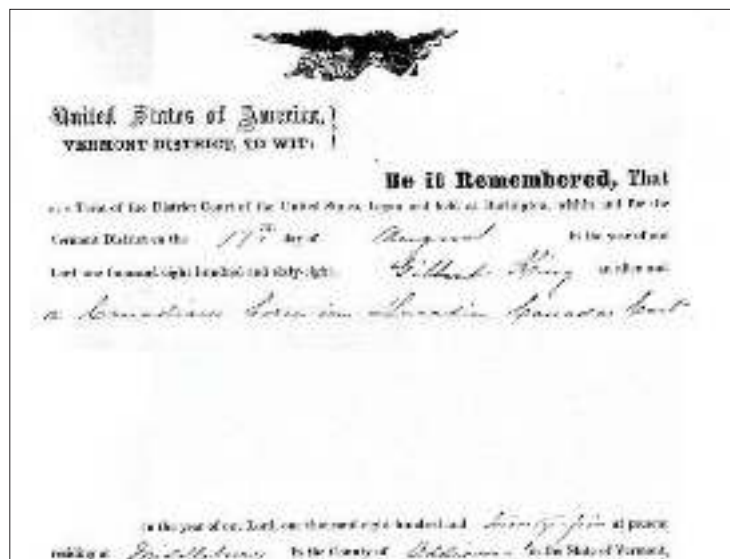 United States of America,
VERMONT DISTRICT, TO WIT:
Be it Remembered, That
Term of the District Court of the United States, begun and held at Burlington, within and for the
Vermont District on the day of August in the year of our
Lord one thousand eight hundred and sixty-eight, Gilbert King an alien and
a Canadian born in Canada East
in the year of our Lord, one thousand eight hundred and at present
residing at Middlebury in the County of Addison in the State of Vermont,